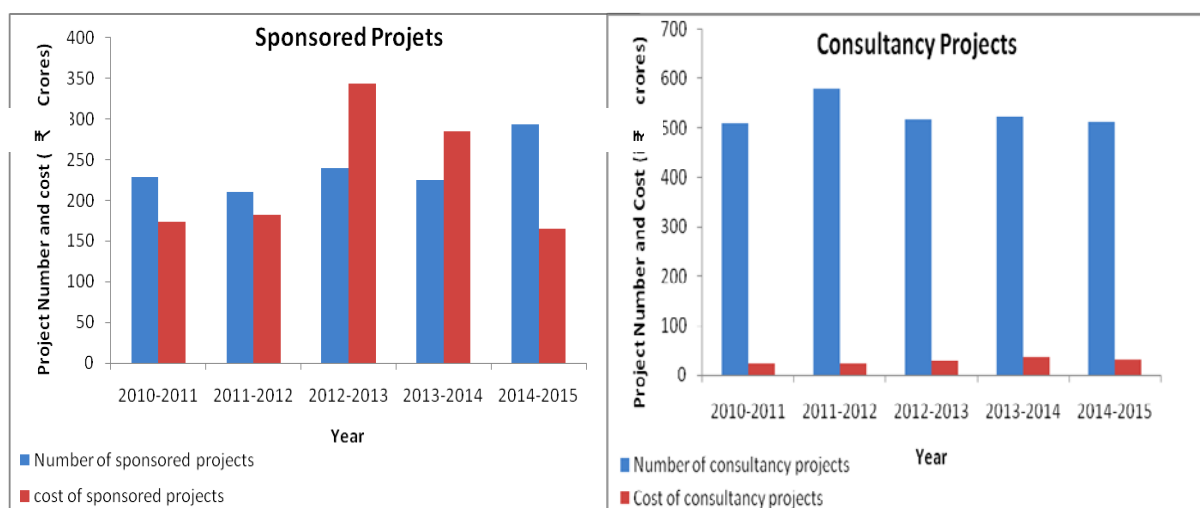 Sponsored Projets
Project Number and cost ( ₹ Crores)
400
350
300
250
200
150
100
50
0
2010-2011 2011-2012 2012-2013 2013-2014 2014-2015
Year
Number of sponsored projects
cost of sponsored projects
Consultancy Projects
Project Number and Cost (i ₹ crores)
700
600
500
400
300
200
100
0
2010-2011 2011-2012 2012-2013 2013-2014 2014-2015
Year
Number of consultancy projects
Cost of consultancy projects